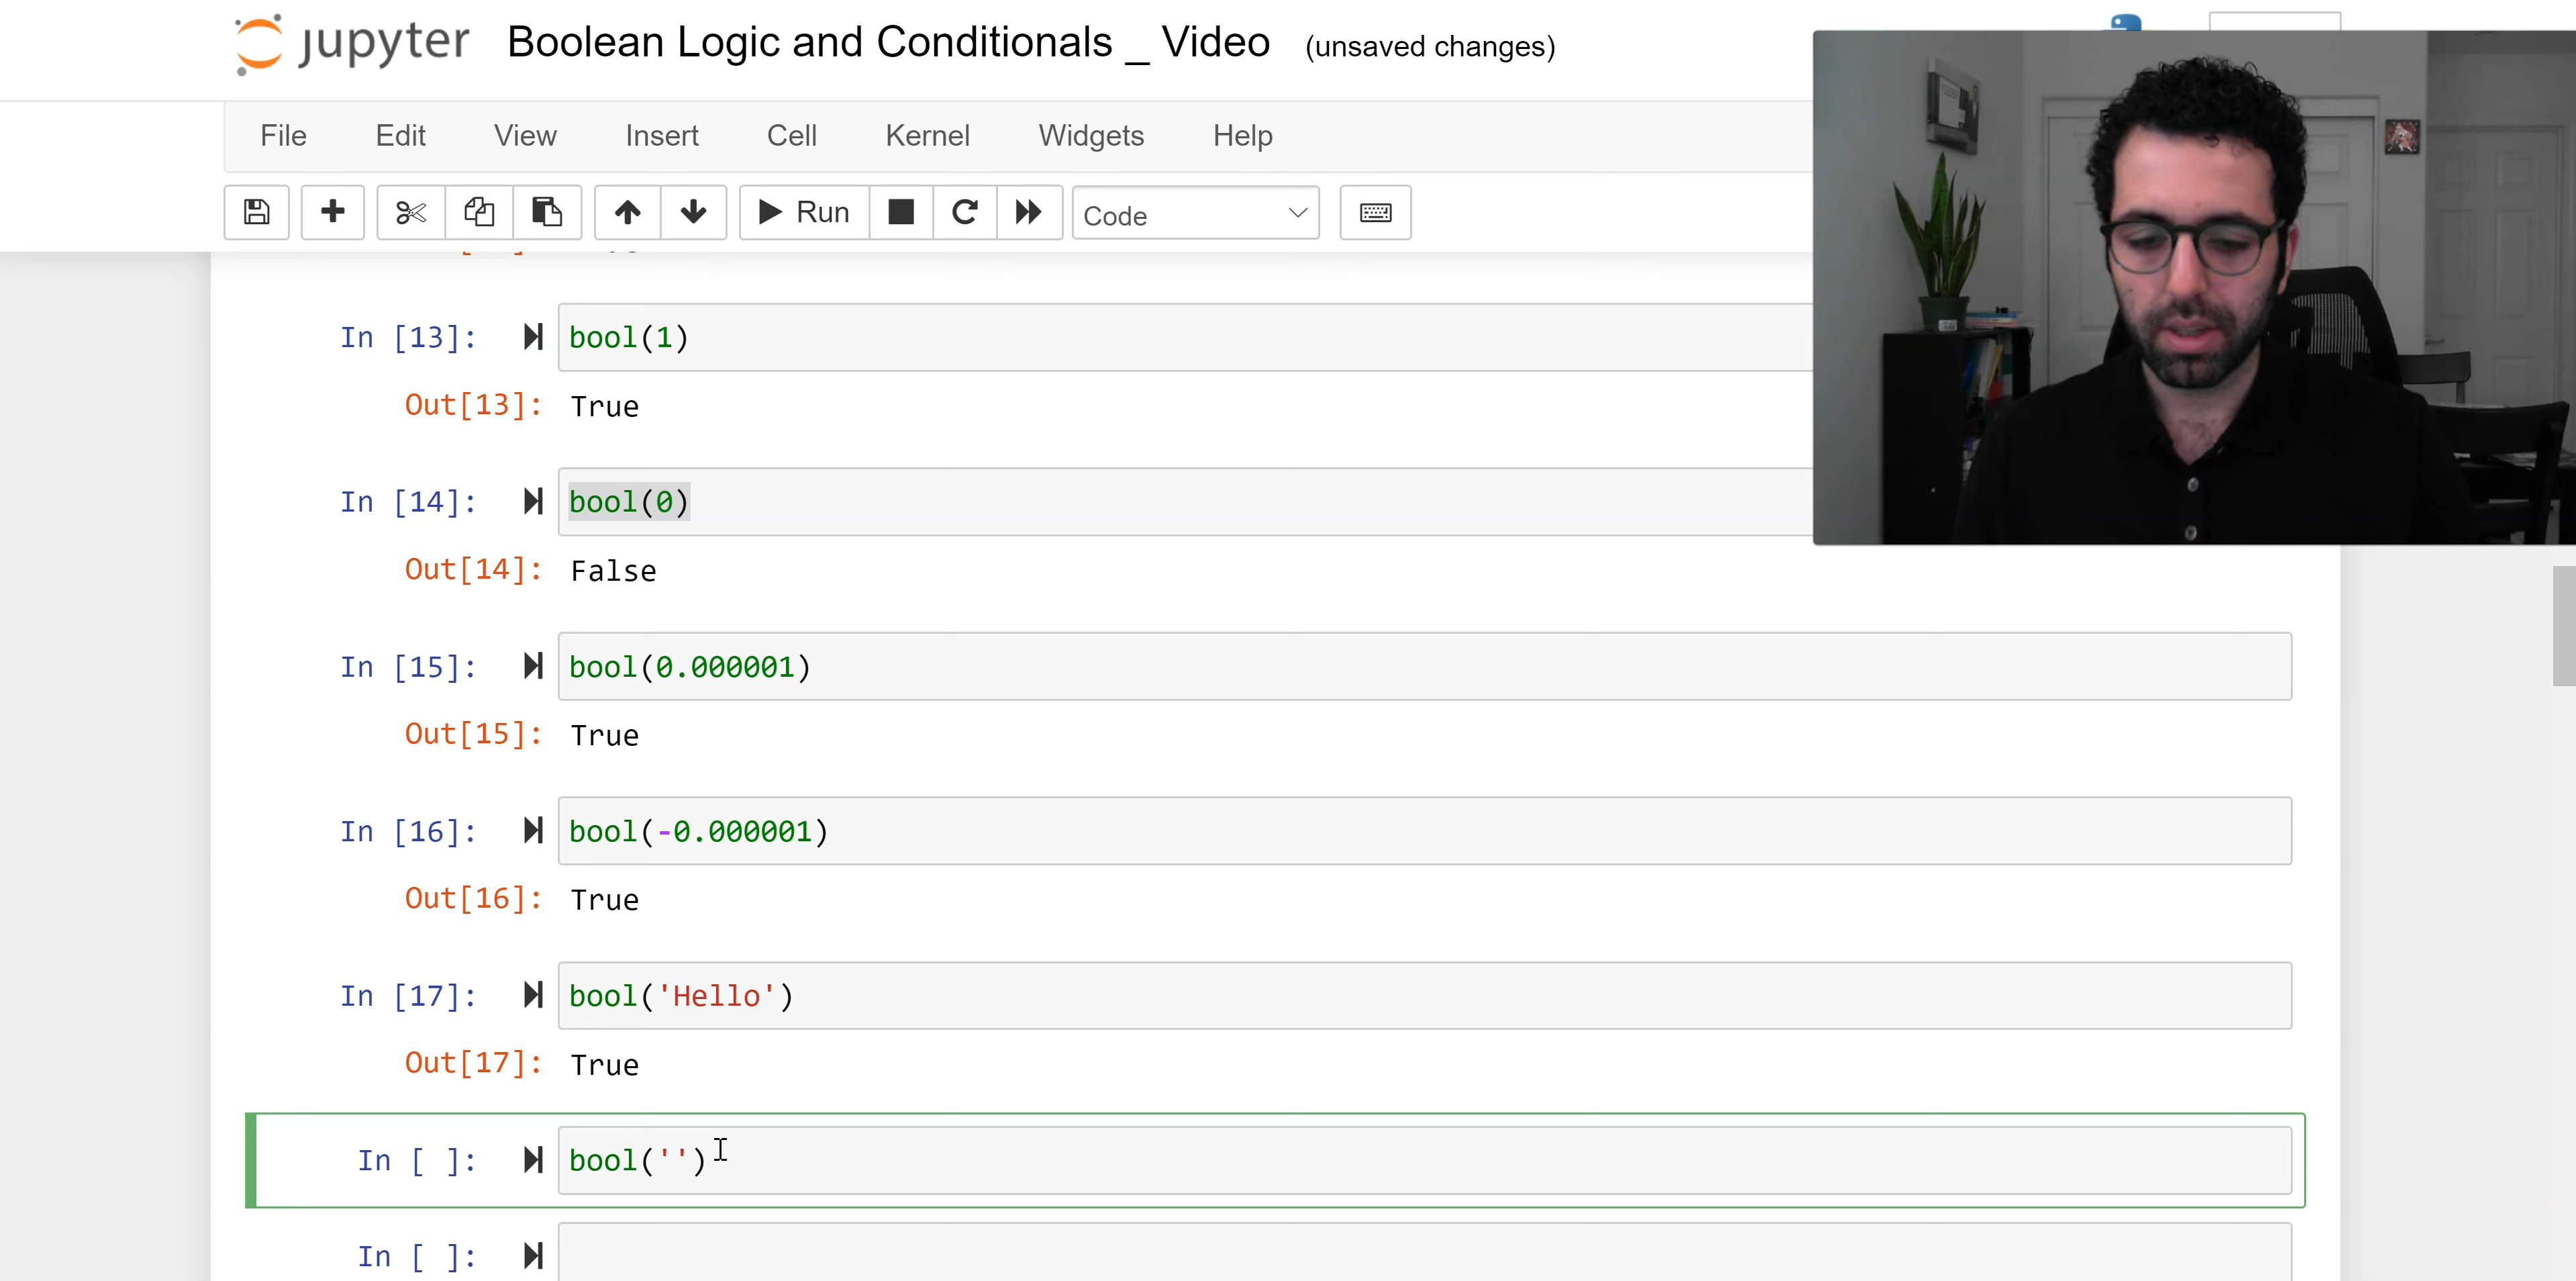 jupyter Boolean Logic and Conditionals _ Video (unsaved changes)
File Edit View Insert Cell Kernel Widgets Help
Run Code
In [13]: bool(1)
Out[13]: True
In [14]: bool(0)
Out[14]: False
In [15]: bool(0.000001)
Out[15]: True
In [16]: bool(-0.000001)
Out[16]: True
In [17]: bool('Hello')
Out[17]: True
In [ ]: bool('')
In [ ]: